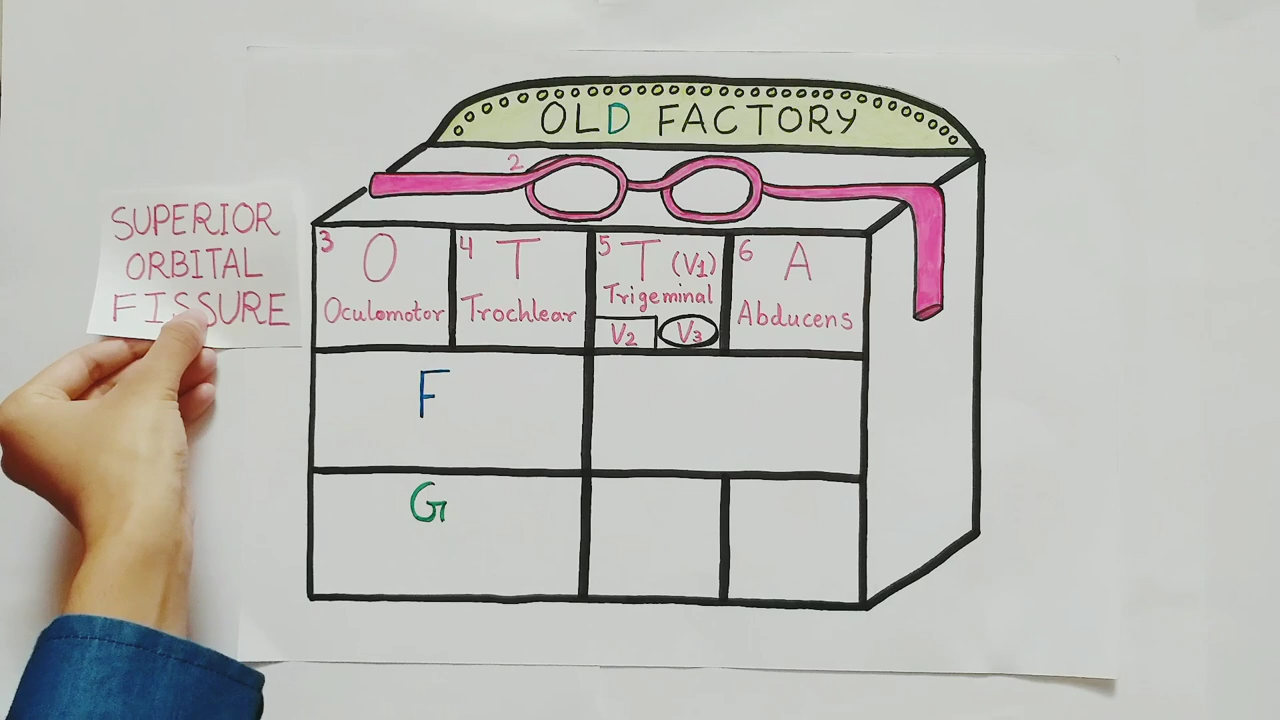 OLD FACTORY
2
SUPERIOR
ORBITAL
FISSURE
3 O
Oculomotor
4 T
Trochlear
5 T (V1)
Trigeminal
V2 V3
6 A
Abducens
F
G